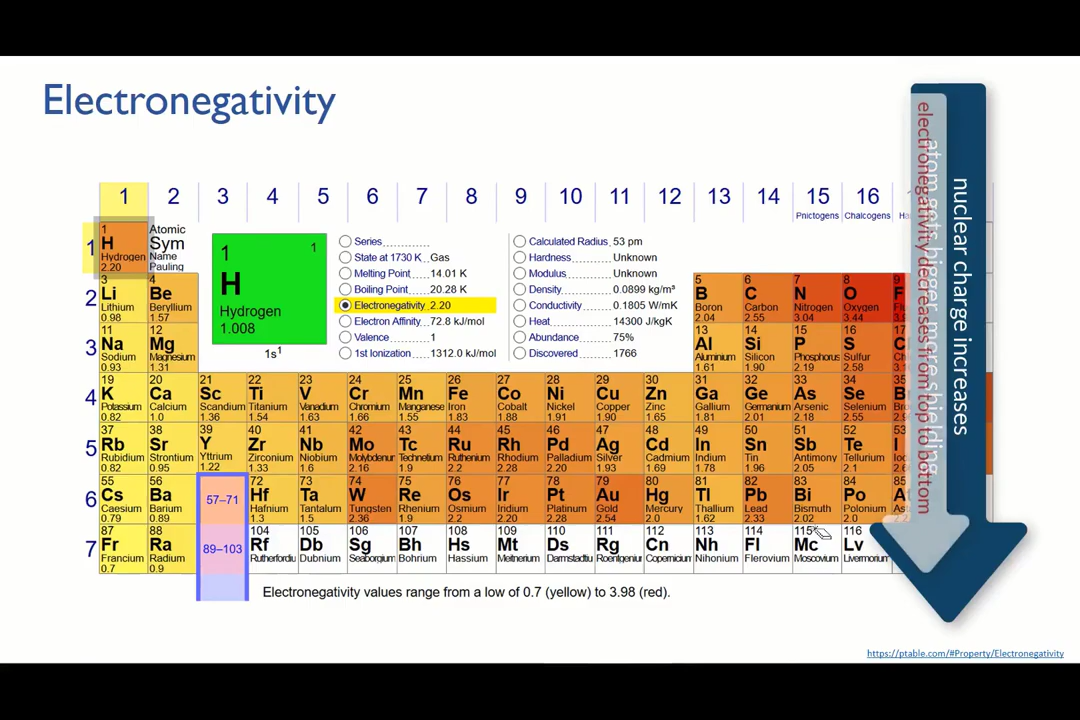 Electronegativity
1 2 3 4 5 6 7 8 9 10 11 12 13 14 15 16
Pnictogens Chalcogens
1
1
H
Hydrogen
2.20
Atomic
Sym
Name
Pauling
1 1
H
Hydrogen
1.008
1s1
Series
State at 1730 K Gas
Melting Point 14.01 K
Boiling Point 20.28 K
Electronegativity 2.20
Electron Affinity 72.8 kJ/mol
Valence 1
1st Ionization 1312.0 kJ/mol
Calculated Radius 53 pm
Hardness Unknown
Modulus Unknown
Density 0.0899 kg/m³
Conductivity 0.1805 W/mK
Heat 14300 J/kgK
Abundance 75%
Discovered 1766
2
3 4 5 6 7 8
Li Be B C N O F
Lithium Beryllium Boron Carbon Nitrogen Oxygen
0.98 1.57 2.04 2.55 3.04 3.44
3
11 12 13 14 15 16
Na Mg Al Si P S
Sodium Magnesium Aluminium Silicon Phosphorus Sulfur
0.93 1.31 1.61 1.90 2.19 2.58
4
19 20 21 22 23 24 25 26 27 28 29 30 31 32 33 34 35
K Ca Sc Ti V Cr Mn Fe Co Ni Cu Zn Ga Ge As Se
Potassium Calcium Scandium Titanium Vanadium Chromium Manganese Iron Cobalt Nickel Copper Zinc Gallium Germanium Arsenic Selenium
0.82 1.0 1.36 1.54 1.63 1.66 1.55 1.83 1.88 1.91 1.90 1.65 1.81 2.01 2.18 2.55
5
37 38 39 40 41 42 43 44 45 46 47 48 49 50 51 52 53
Rb Sr Y Zr Nb Mo Tc Ru Rh Pd Ag Cd In Sn Sb Te I
Rubidium Strontium Yttrium Zirconium Niobium Molybdenum Technetium Ruthenium Rhodium Palladium Silver Cadmium Indium Tin Antimony Tellurium
0.82 0.95 1.22 1.33 1.6 2.16 1.9 2.2 2.28 2.20 1.93 1.69 1.78 1.96 2.05 2.1
6
55 56 57–71 72 73 74 75 76 77 78 79 80 81 82 83 84 85
Cs Ba Hf Ta W Re Os Ir Pt Au Hg Tl Pb Bi Po
Caesium Barium Hafnium Tantalum Tungsten Rhenium Osmium Iridium Platinum Gold Mercury Thallium Lead Bismuth Polonium
0.79 0.89 1.3 1.5 2.36 1.9 2.2 2.20 2.28 2.54 2.0 1.62 2.33 2.02 2.0
7
87 88 89–103 104 105 106 107 108 109 110 111 112 113 114 115 116
Fr Ra Rf Db Sg Bh Hs Mt Ds Rg Cn Nh Fl Mc Lv
Francium Radium Rutherfordiu Dubnium Seaborgium Bohrium Hassium Meitnerium Darmstadtiu Roentgeniur Copernicium Nihonium Flerovium Moscovium Livermorium
0.7 0.9
Electronegativity values range from a low of 0.7 (yellow) to 3.98 (red).
nuclear charge increases
atom gets bigger more shielding
electronegativity decreases from top to bottom
https://ptable.com/#Property/Electronegativity